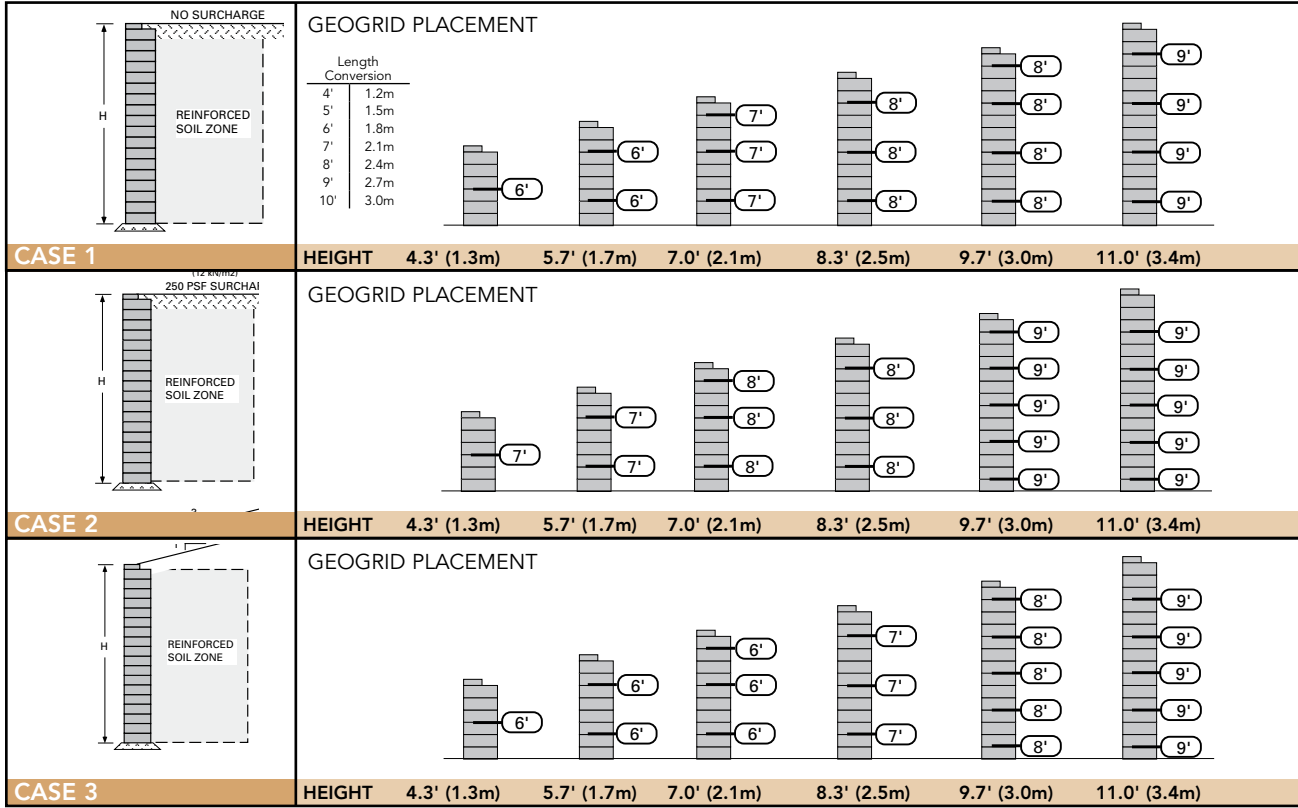 NO SURCHARGE
H
REINFORCED
SOIL ZONE
CASE 1
GEOGRID PLACEMENT
Length
Conversion
4' 1.2m
5' 1.5m
6' 1.8m
7' 2.1m
8' 2.4m
9' 2.7m
10' 3.0m
6'
6'
6'
7'
7'
7'
8'
8'
8'
8'
8'
8'
8'
9'
9'
9'
9'
HEIGHT 4.3' (1.3m) 5.7' (1.7m) 7.0' (2.1m) 8.3' (2.5m) 9.7' (3.0m) 11.0' (3.4m)
(12 kN/m2)
250 PSF SURCHA
H
REINFORCED
SOIL ZONE
CASE 2
GEOGRID PLACEMENT
7'
7'
7'
8'
8'
8'
8'
8'
8'
9'
9'
9'
9'
9'
9'
9'
9'
9'
9'
HEIGHT 4.3' (1.3m) 5.7' (1.7m) 7.0' (2.1m) 8.3' (2.5m) 9.7' (3.0m) 11.0' (3.4m)
H
REINFORCED
SOIL ZONE
CASE 3
GEOGRID PLACEMENT
6'
6'
6'
6'
6'
6'
7'
7'
7'
8'
8'
8'
8'
8'
9'
9'
9'
9'
9'
HEIGHT 4.3' (1.3m) 5.7' (1.7m) 7.0' (2.1m) 8.3' (2.5m) 9.7' (3.0m) 11.0' (3.4m)